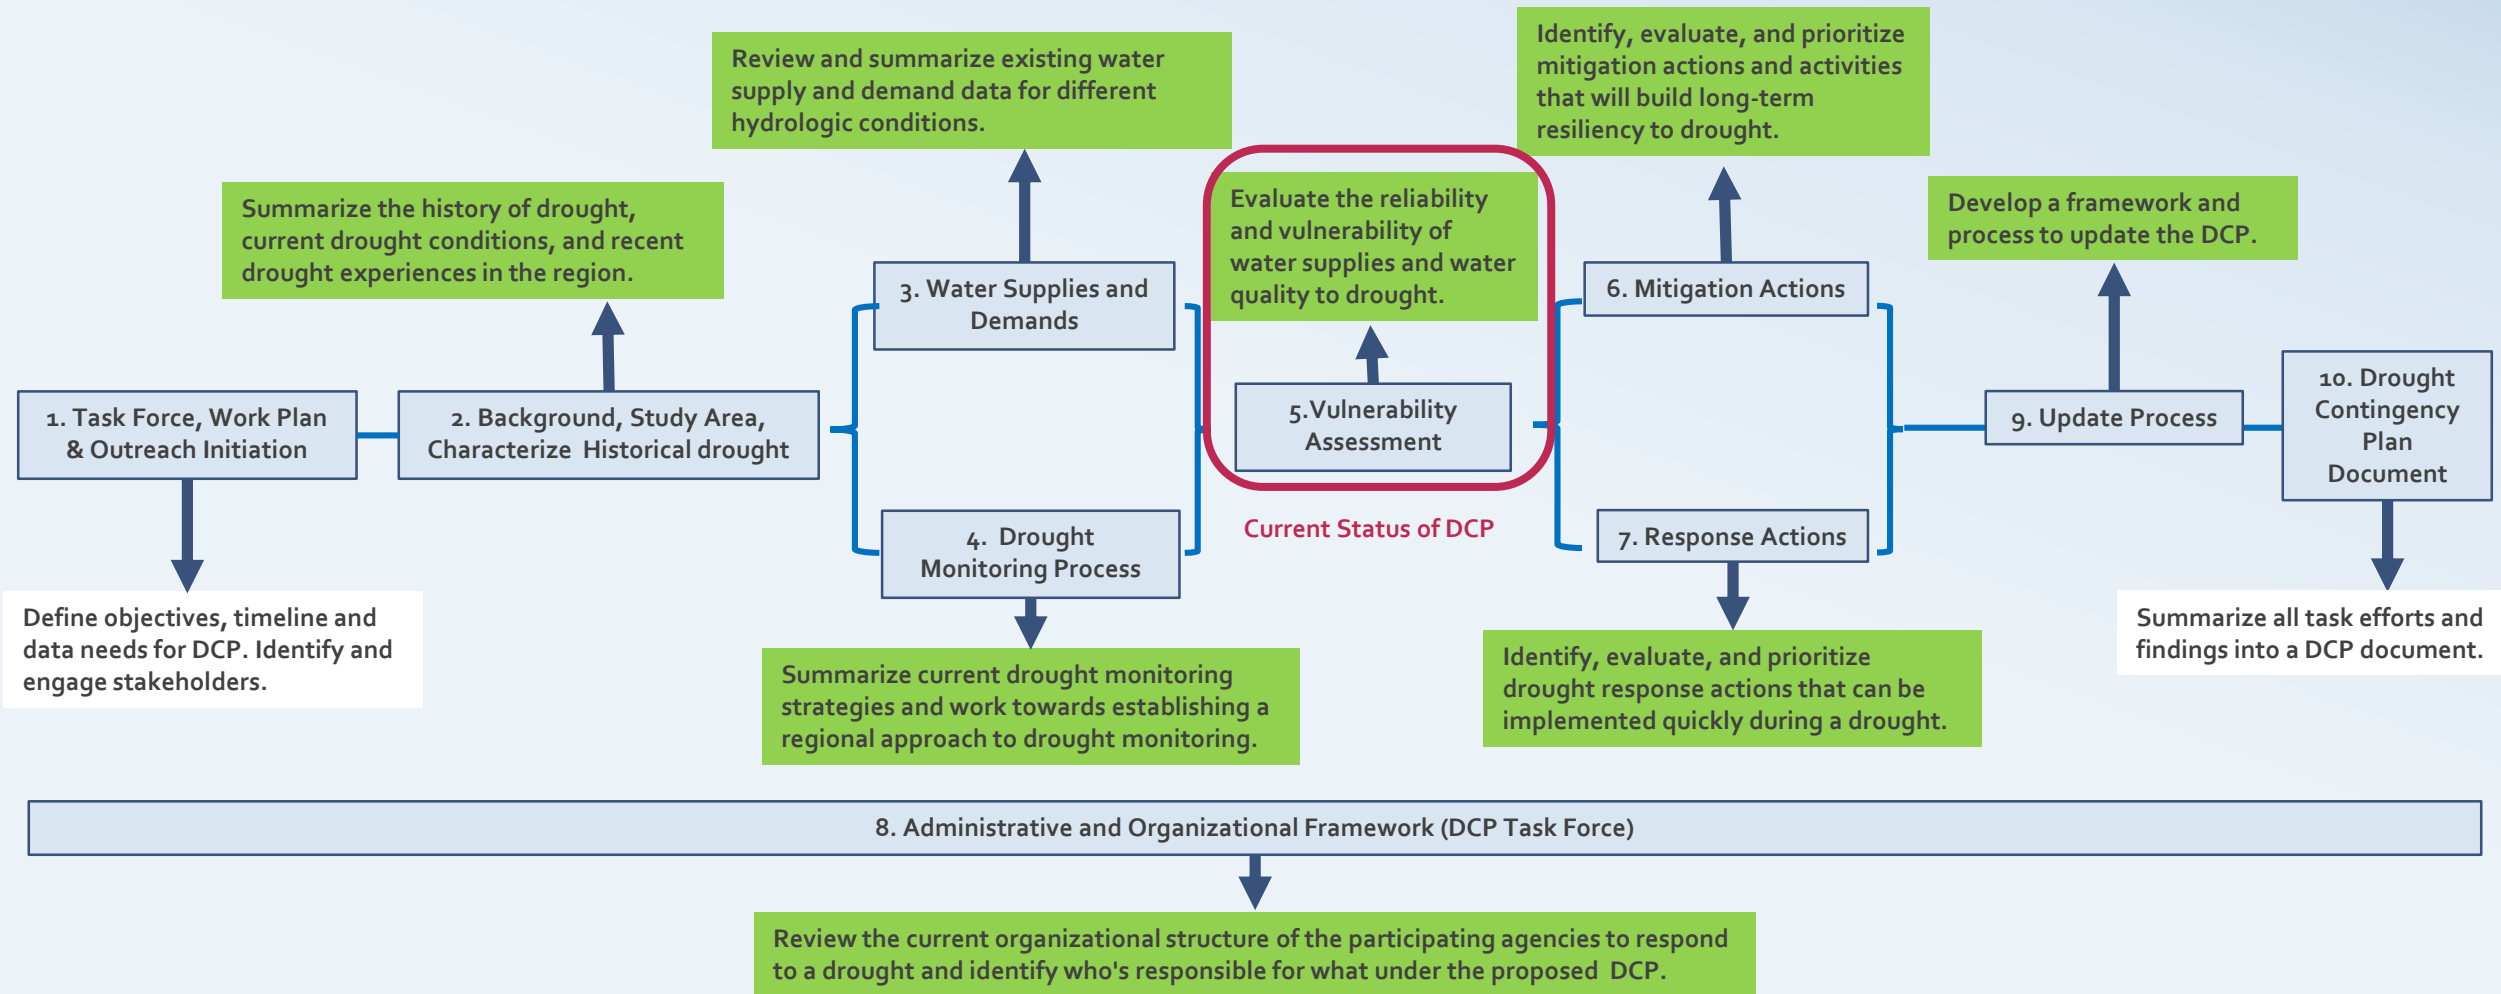 Review and summarize existing water
supply and demand data for different
hydrologic conditions.
Identify, evaluate, and prioritize
mitigation actions and activities
that will build long-term
resiliency to drought.
Summarize the history of drought,
current drought conditions, and recent
drought experiences in the region.
Evaluate the reliability
and vulnerability of
water supplies and water
quality to drought.
Develop a framework and
process to update the DCP.
1. Task Force, Work Plan
& Outreach Initiation
2. Background, Study Area,
Characterize Historical drought
3. Water Supplies and
Demands
4. Drought
Monitoring Process
5.Vulnerability
Assessment
Current Status of DCP
6. Mitigation Actions
7. Response Actions
9. Update Process
10. Drought
Contingency
Plan
Document
Define objectives, timeline and
data needs for DCP. Identify and
engage stakeholders.
Summarize current drought monitoring
strategies and work towards establishing a
regional approach to drought monitoring.
Identify, evaluate, and prioritize
drought response actions that can be
implemented quickly during a drought.
Summarize all task efforts and
findings into a DCP document.
8. Administrative and Organizational Framework (DCP Task Force)
Review the current organizational structure of the participating agencies to respond
to a drought and identify who's responsible for what under the proposed DCP.